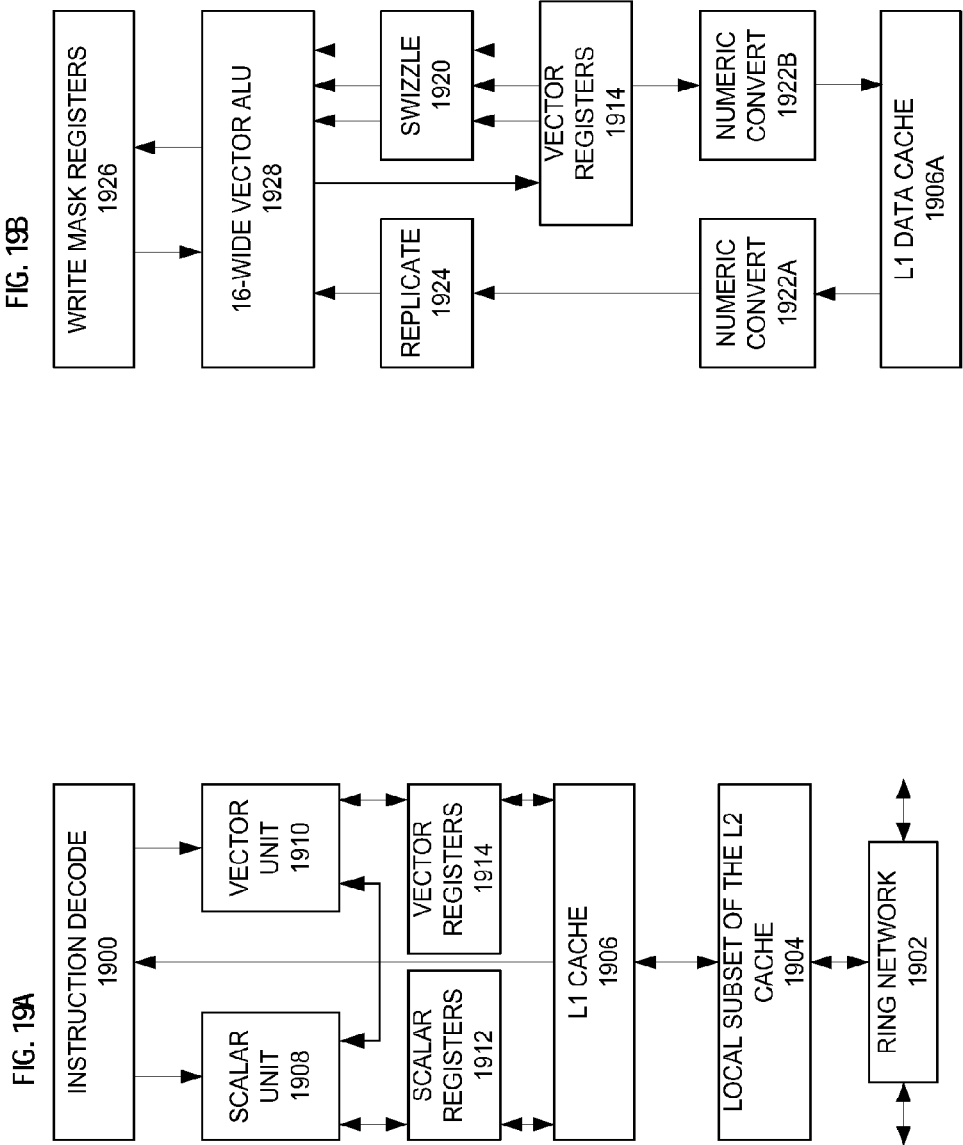 FIG. 19A
INSTRUCTION DECODE
1900
SCALAR
UNIT
1908
VECTOR
UNIT
1910
SCALAR
REGISTERS
1912
VECTOR
REGISTERS
1914
L1 CACHE
1906
LOCAL SUBSET OF THE L2
CACHE
1904
RING NETWORK
1902
FIG. 19B
WRITE MASK REGISTERS
1926
16-WIDE VECTOR ALU
1928
REPLICATE
1924
SWIZZLE
1920
VECTOR
REGISTERS
1914
NUMERIC
CONVERT
1922A
NUMERIC
CONVERT
1922B
L1 DATA CACHE
1906A